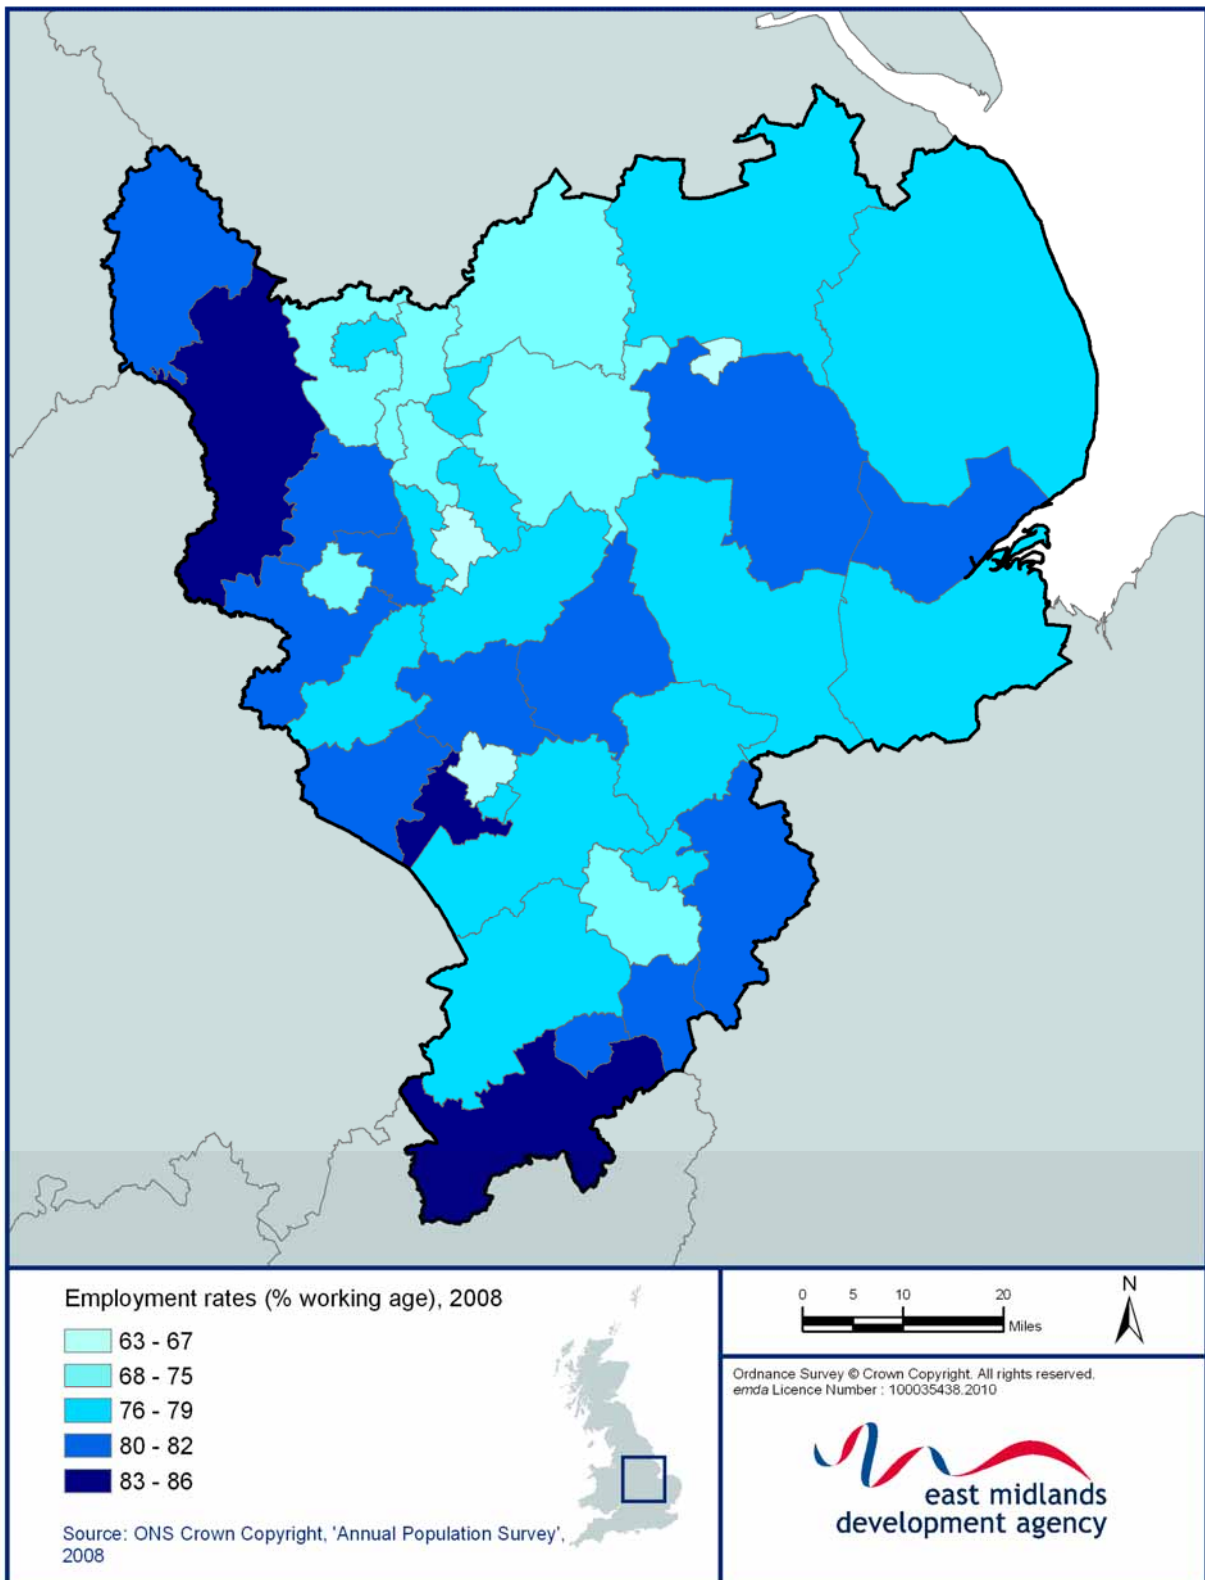 Employment rates (% working age), 2008
63 - 67
68 - 75
76 - 79
80 - 82
83 - 86
Source: ONS Crown Copyright, 'Annual Population Survey',
2008
0 5 10 20
Miles
N
Ordnance Survey © Crown Copyright. All rights reserved.
emda Licence Number : 100035438.2010
east midlands
development agency